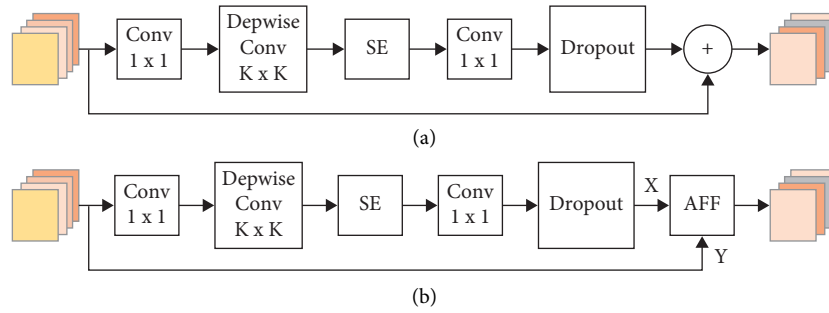 Conv
1 x 1
Depwise
Conv
K x K
SE
Conv
1 x 1
Dropout
+
(a)
Conv
1 x 1
Depwise
Conv
K x K
SE
Conv
1 x 1
Dropout
X
AFF
Y
(b)